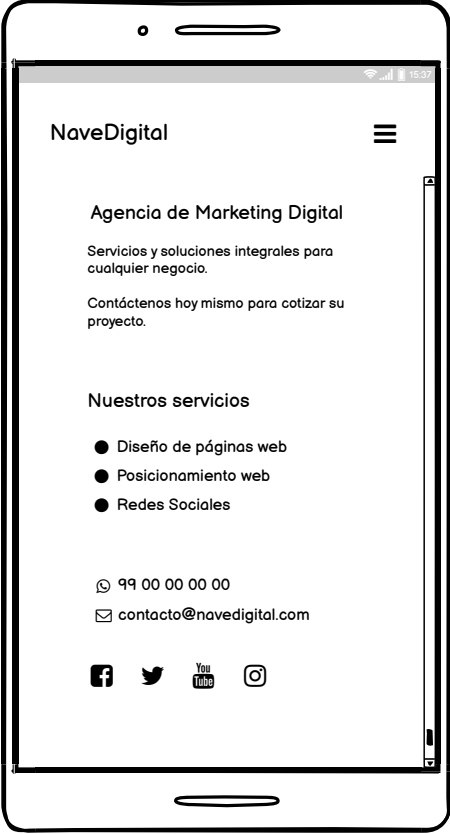 15:37
NaveDigital
Agencia de Marketing Digital
Servicios y soluciones integrales para
cualquier negocio.
Contáctenos hoy mismo para cotizar su
proyecto.
Nuestros servicios
Diseño de páginas web
Posicionamiento web
Redes Sociales
99 00 00 00 00
contacto@navedigital.com
You
Tube